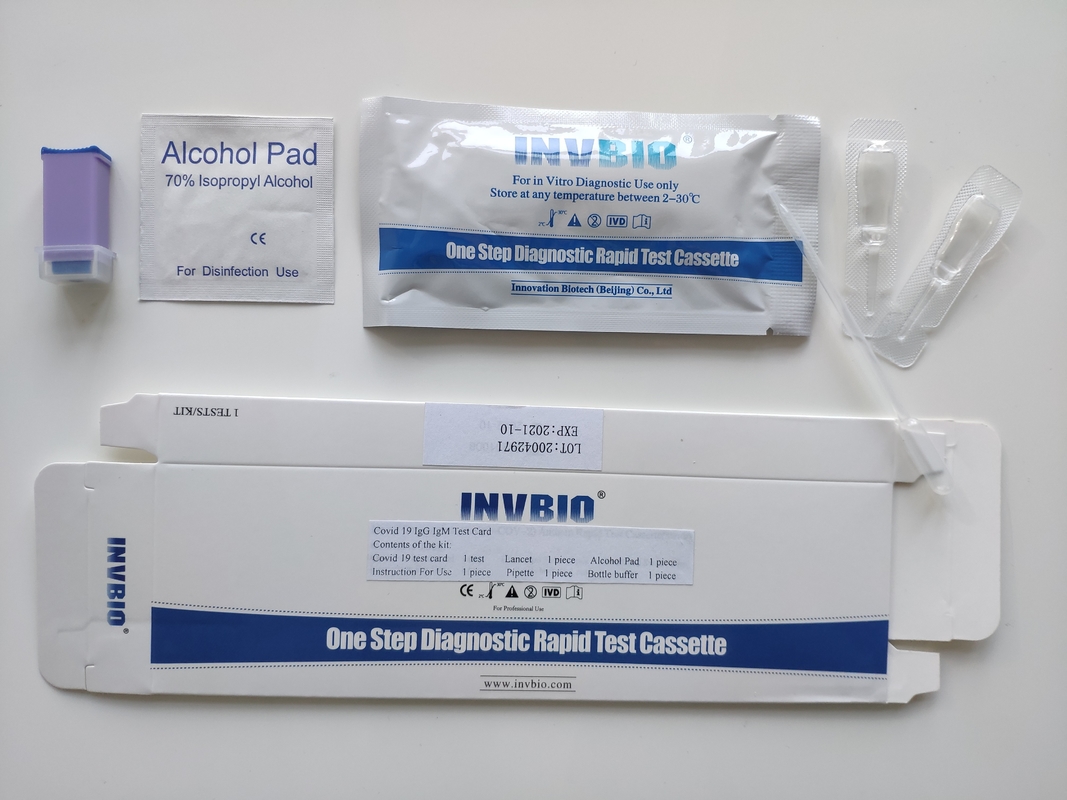 Alcohol Pad
70% Isopropyl Alcohol
CE
For Disinfection Use
INVBIO®
For in Vitro Diagnostic Use only
Store at any temperature between 2-30℃
2℃ 30℃ IVD
One Step Diagnostic Rapid Test Cassette
Innovation Biotech (Beijing) Co., Ltd
1 TESTS/KIT
LOT:20042971
EXP:2021-10
INVBIO®
INVBIO®
Covid 19 IgG IgM Test Card
Contents of the kit:
Covid 19 test card 1 test Lancet 1 piece Alcohol Pad 1 piece
Instruction For Use 1 piece Pipette 1 piece Bottle buffer 1 piece
CE 2℃ 30℃ IVD
For Professional Use
One Step Diagnostic Rapid Test Cassette
www.invbio.com